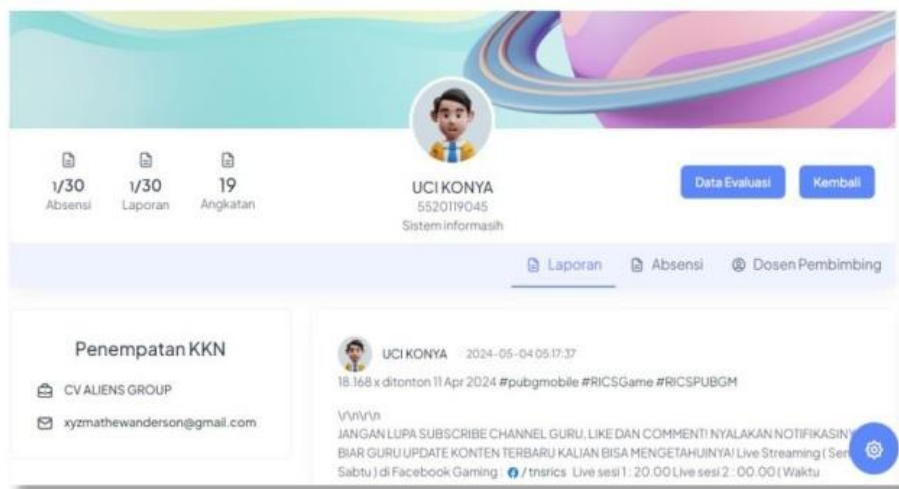 1/30
Absensi
1/30
Laporan
19
Angkatan
UCI KONYA
5520119045
Sistem informasih
Data Evaluasi
Kembali
Laporan
Absensi
Dosen Pembimbing
Penempatan KKN
CV ALIENS GROUP
xyzmathewanderson@gmail.com
UCI KONYA 2024-05-04 05:17:37
18.168 x ditonton 11 Apr 2024 #pubgmobile #RICSGame #RICSPUBGM
\r\n\r\n
JANGAN LUPA SUBSCRIBE CHANNEL GURU, LIKE DAN COMMENT! NYALAKAN NOTIFIKASIN
BIAR GURU UPDATE KONTEN TERBARU KALIAN BISA MENGETAHUINYA! Live Streaming ( Sen
Sabtu ) di Facebook Gaming : / tnsrics Live sesi 1 : 20.00 Live sesi 2 : 00.00 ( Waktu